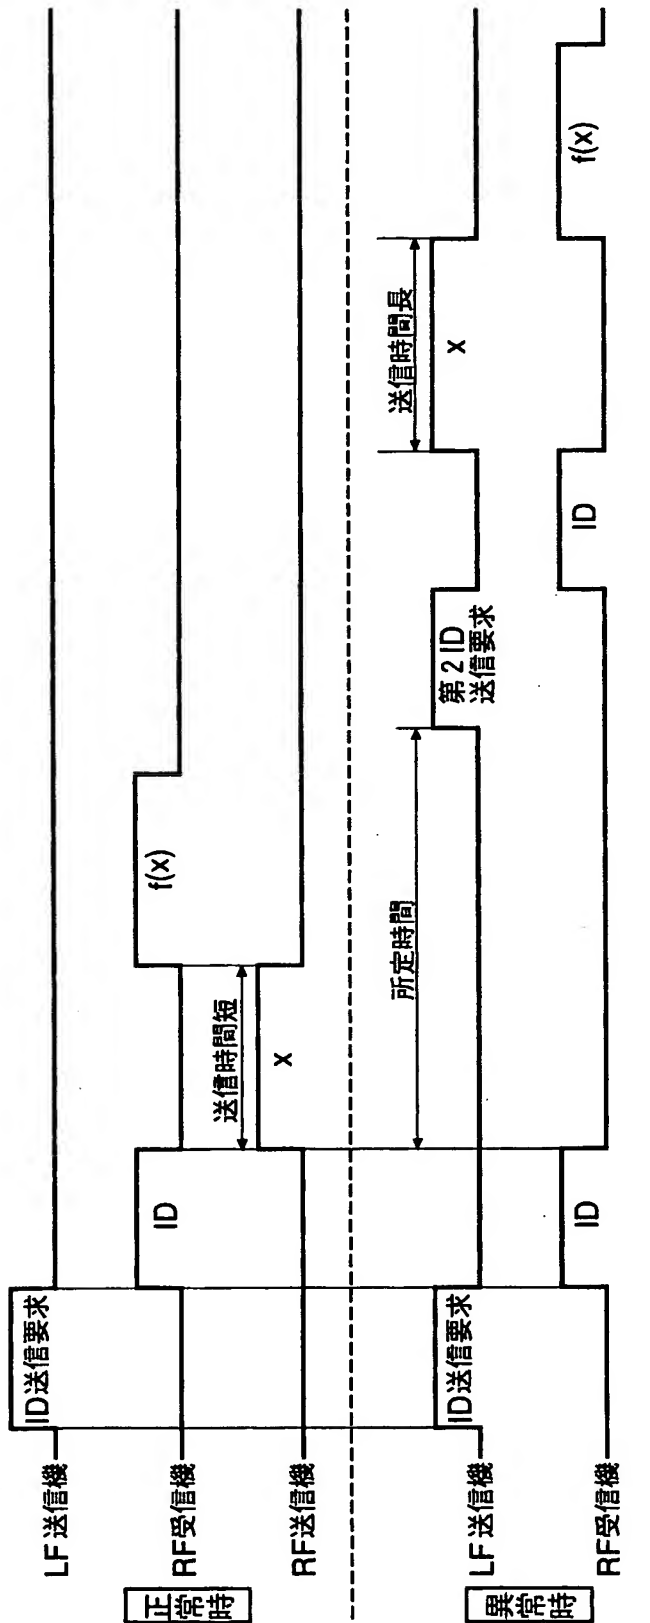 正常時
LF送信機
ID送信要求
RF受信機
ID
f(x)
RF送信機
送信時間短
x
異常時
LF送信機
ID送信要求
所定時間
第2ID
送信要求
送信時間長
x
RF受信機
ID
ID
f(x)